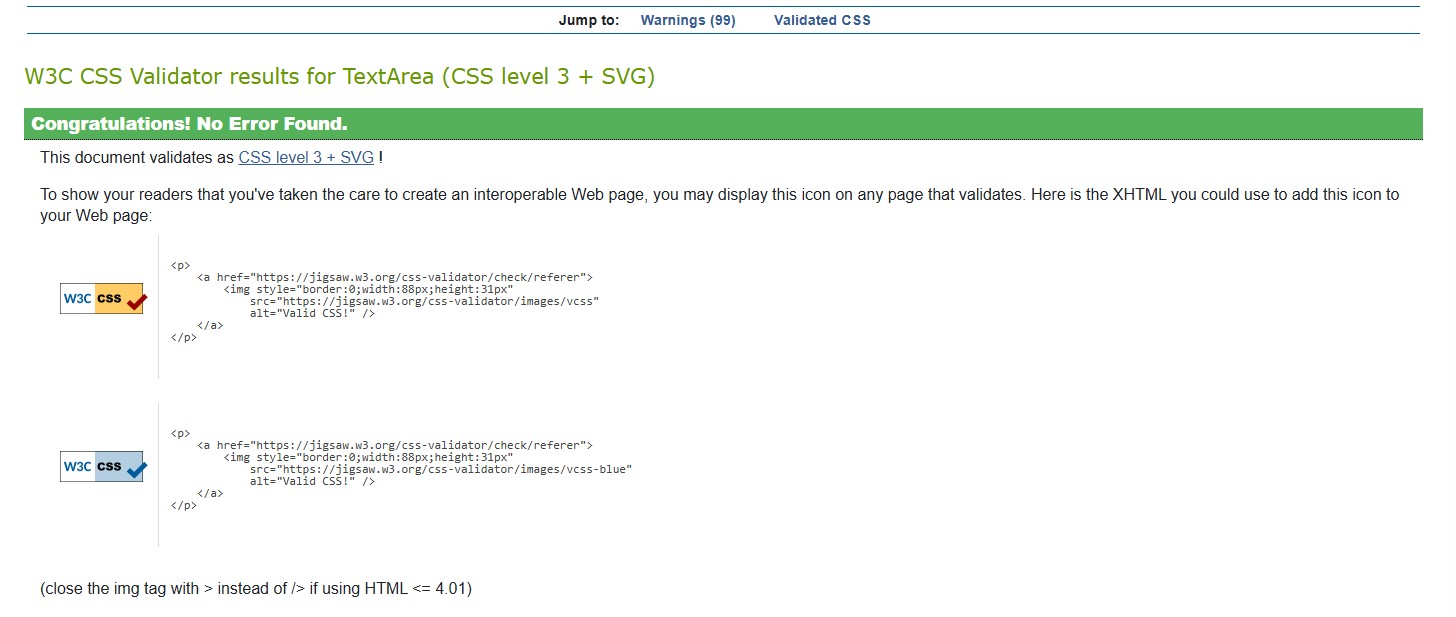 Jump to: Warnings (99) Validated CSS
W3C CSS Validator results for TextArea (CSS level 3 + SVG)
Congratulations! No Error Found.
This document validates as CSS level 3 + SVG !
To show your readers that you've taken the care to create an interoperable Web page, you may display this icon on any page that validates. Here is the XHTML you could use to add this icon to
your Web page:
W3C css
<p>
    <a href="https://jigsaw.w3.org/css-validator/check/referer">
        <img style="border:0;width:88px;height:31px"
            src="https://jigsaw.w3.org/css-validator/images/vcss"
            alt="Valid CSS!" />
    </a>
</p>
W3C css
<p>
    <a href="https://jigsaw.w3.org/css-validator/check/referer">
        <img style="border:0;width:88px;height:31px"
            src="https://jigsaw.w3.org/css-validator/images/vcss-blue"
            alt="Valid CSS!" />
    </a>
</p>
(close the img tag with > instead of /> if using HTML <= 4.01)